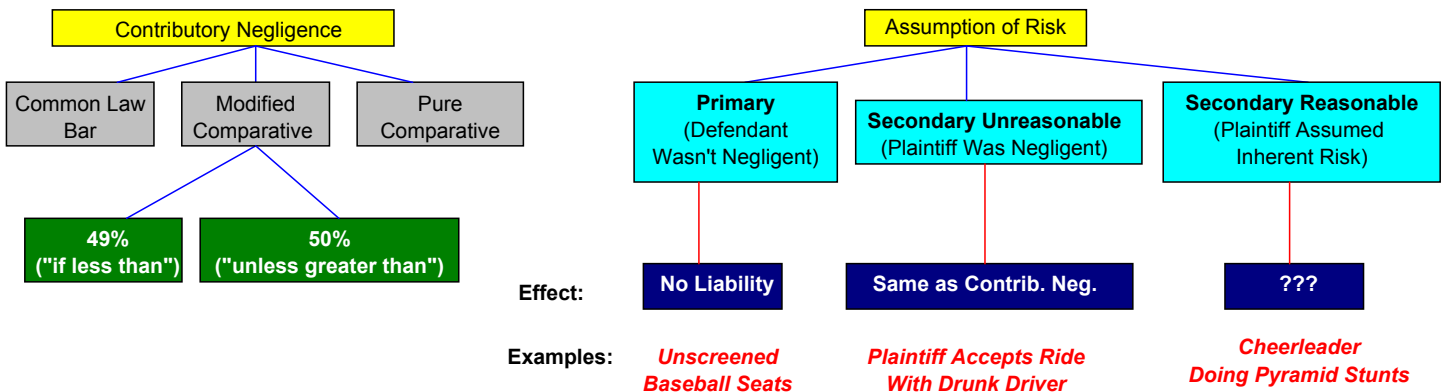 Contributory Negligence
Common Law
Bar
Modified
Comparative
Pure
Comparative
49%
("if less than")
50%
("unless greater than")
Assumption of Risk
Primary
(Defendant
Wasn't Negligent)
Secondary Unreasonable
(Plaintiff Was Negligent)
Secondary Reasonable
(Plaintiff Assumed
Inherent Risk)
Effect:
No Liability
Same as Contrib. Neg.
???
Examples:
Unscreened
Baseball Seats
Plaintiff Accepts Ride
With Drunk Driver
Cheerleader
Doing Pyramid Stunts